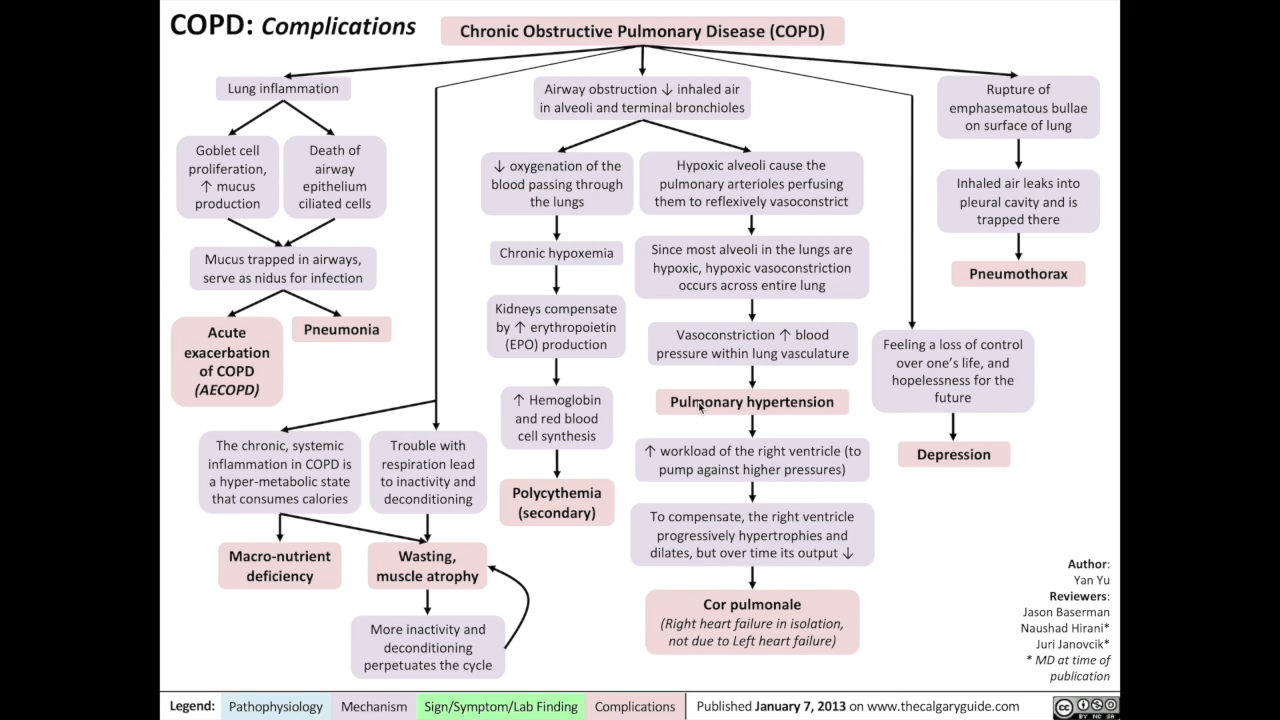 COPD: Complications
Chronic Obstructive Pulmonary Disease (COPD)
Lung inflammation
Goblet cell
proliferation,
↑ mucus
production
Death of
airway
epithelium
ciliated cells
Mucus trapped in airways,
serve as nidus for infection
Acute
exacerbation
of COPD
(AECOPD)
Pneumonia
The chronic, systemic
inflammation in COPD is
a hyper-metabolic state
that consumes calories
Trouble with
respiration lead
to inactivity and
deconditioning
Macro-nutrient
deficiency
Wasting,
muscle atrophy
More inactivity and
deconditioning
perpetuates the cycle
Airway obstruction ↓ inhaled air
in alveoli and terminal bronchioles
↓ oxygenation of the
blood passing through
the lungs
Chronic hypoxemia
Kidneys compensate
by ↑ erythropoietin
(EPO) production
↑ Hemoglobin
and red blood
cell synthesis
Polycythemia
(secondary)
Hypoxic alveoli cause the
pulmonary arterioles perfusing
them to reflexively vasoconstrict
Since most alveoli in the lungs are
hypoxic, hypoxic vasoconstriction
occurs across entire lung
Vasoconstriction ↑ blood
pressure within lung vasculature
Pulmonary hypertension
↑ workload of the right ventricle (to
pump against higher pressures)
To compensate, the right ventricle
progressively hypertrophies and
dilates, but over time its output ↓
Cor pulmonale
(Right heart failure in isolation,
not due to Left heart failure)
Feeling a loss of control
over one's life, and
hopelessness for the
future
Depression
Rupture of
emphasematous bullae
on surface of lung
Inhaled air leaks into
pleural cavity and is
trapped there
Pneumothorax
Author:
Yan Yu
Reviewers:
Jason Baserman
Naushad Hirani*
Juri Janovcik*
* MD at time of
publication
Legend: Pathophysiology Mechanism Sign/Symptom/Lab Finding Complications Published January 7, 2013 on www.thecalgaryguide.com
cc BY NC SA